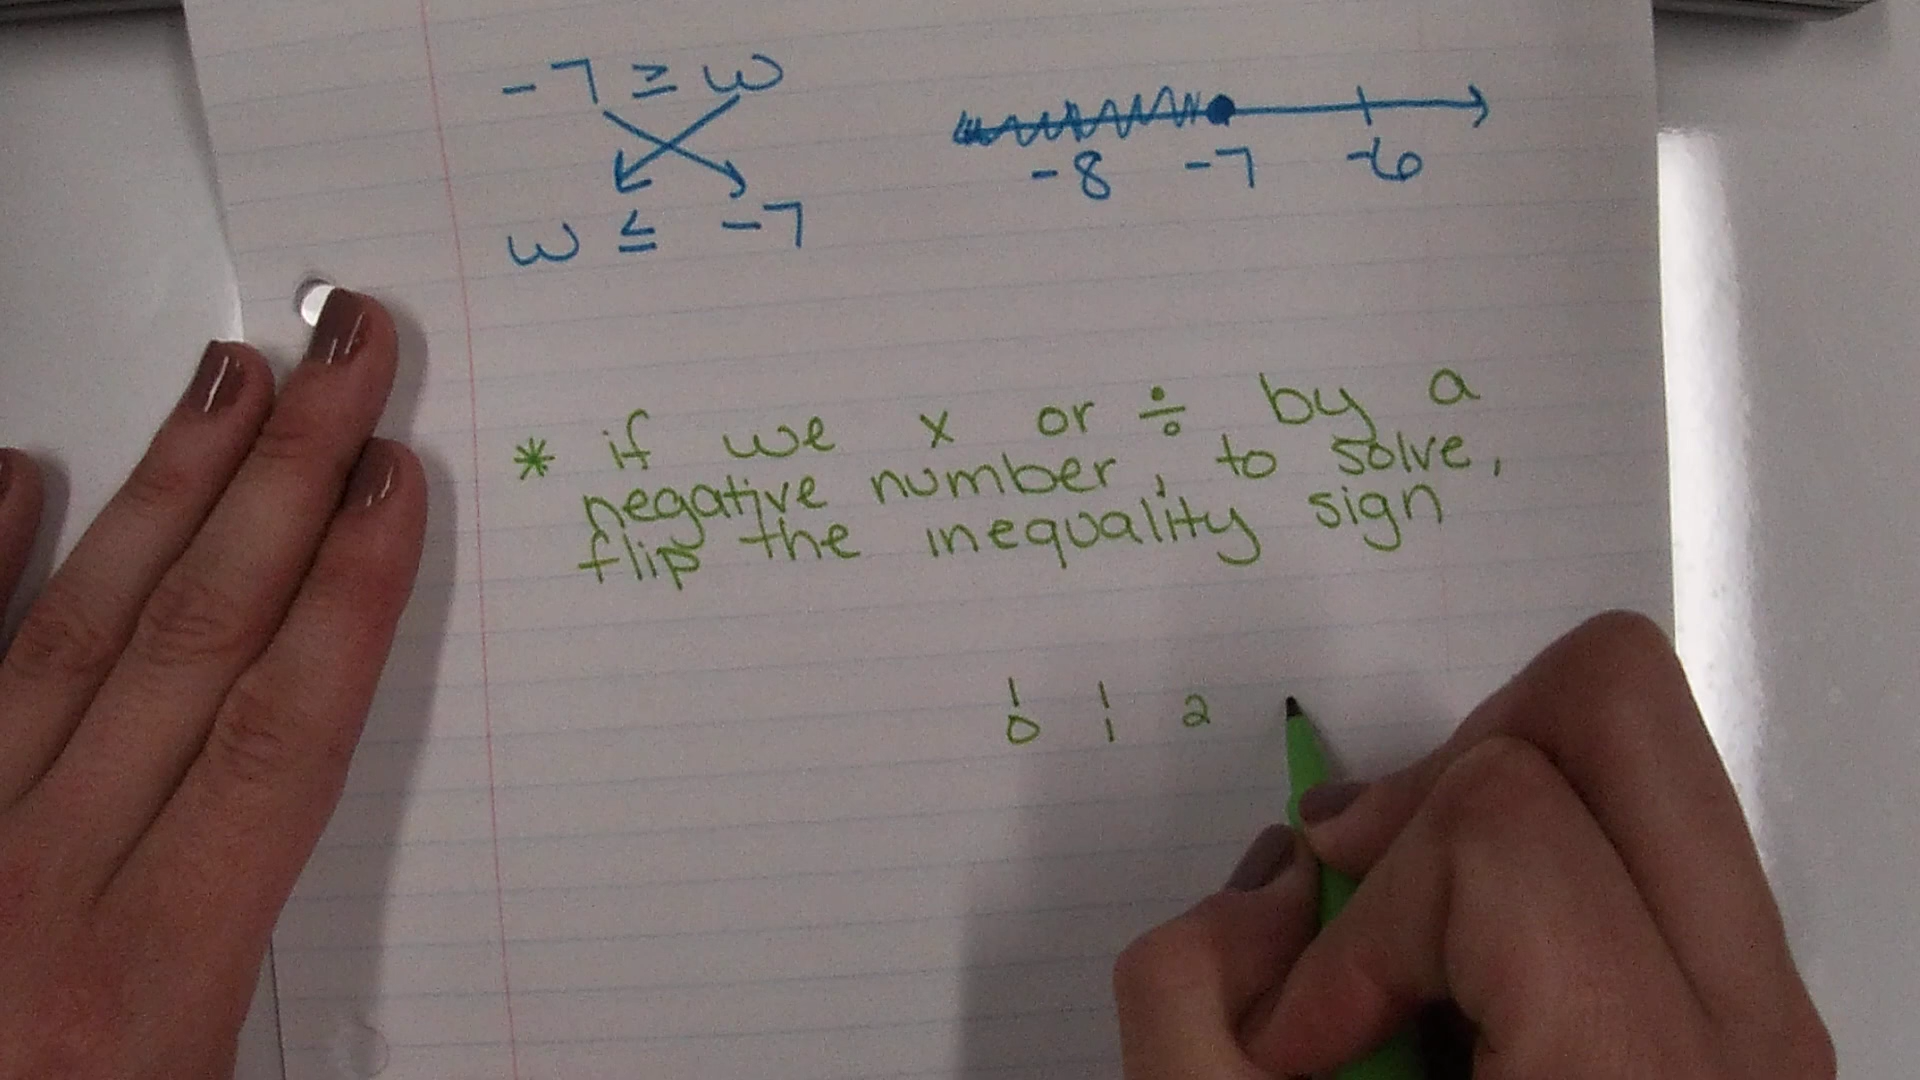 -7 ≥ w
w ≤ -7
-8 -7 -6
* if we x or ÷ by a
negative number, to solve,
flip the inequality sign
0 1 2